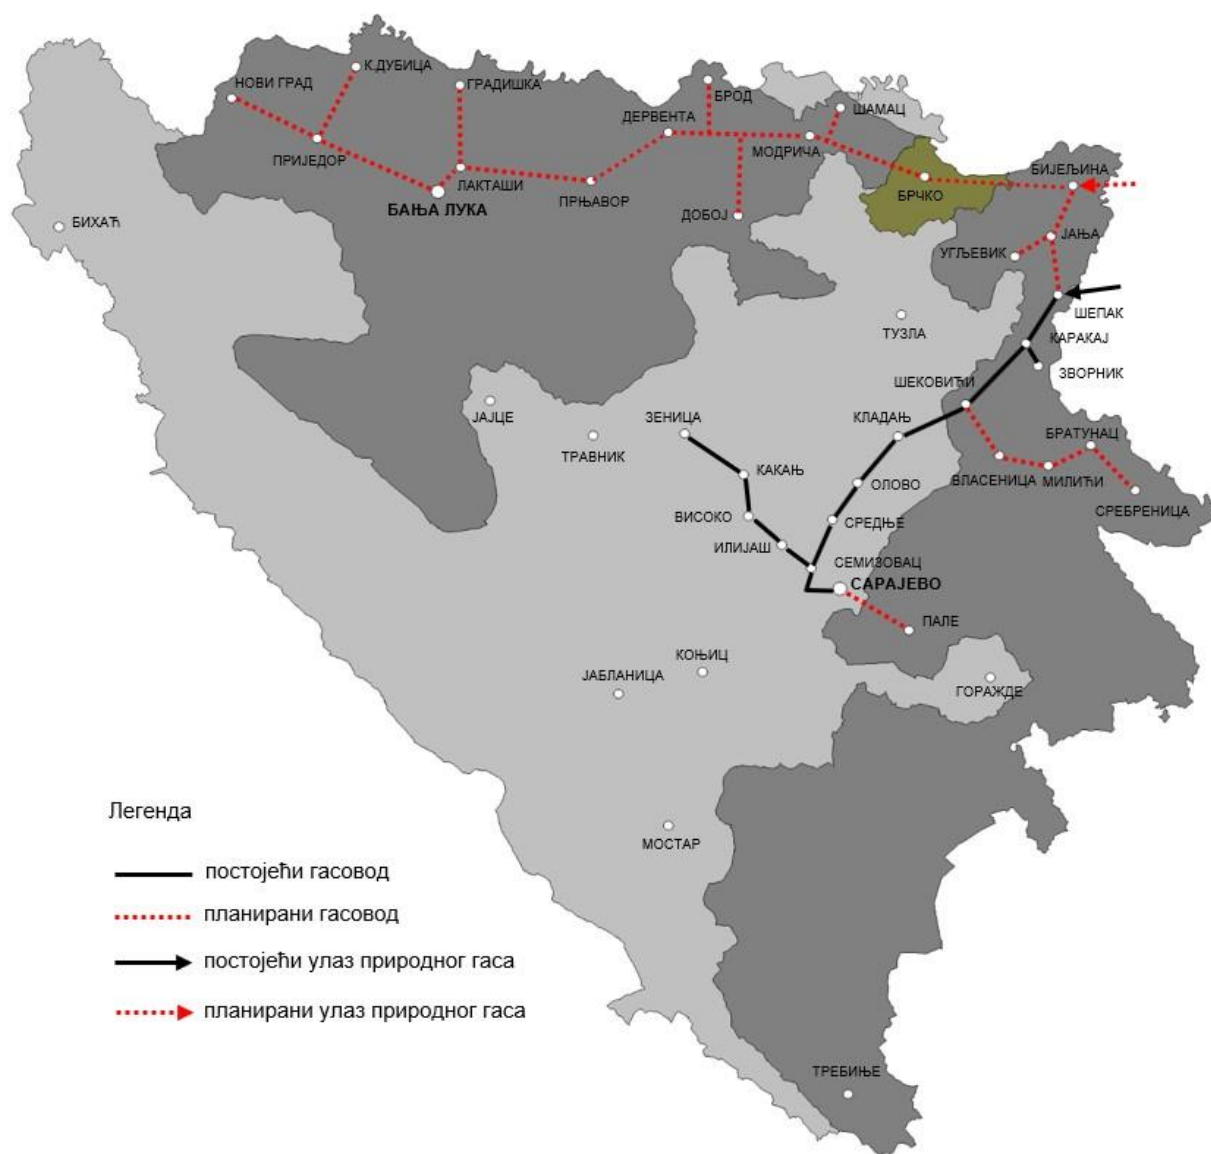 К.ДУБИЦА
НОВИ ГРАД
ГРАДИШКА
БРОД
ШАМАЦ
ДЕРВЕНТА
МОДРИЧА
ПРИЈЕДОР
БИЈЕЉИНА
ЛАКТАШИ
БАЊА ЛУКА
ПРЊАВОР
БРЧКО
ДОБОЈ
БИХАЋ
ЈАЊА
УГЉЕВИК
ШЕПАК
ТУЗЛА
КАРАКАЈ
ЗВОРНИК
ШЕКОВИЋИ
ЈАЈЦЕ
ЗЕНИЦА
КЛАДАЊ
БРАТУНАЦ
ТРАВНИК
КАКАЊ
ОЛОВО
ВЛАСЕНИЦА
МИЛИЋИ
СРЕБРЕНИЦА
ВИСОКО
СРЕДЊЕ
ИЛИЈАШ
СЕМИЗОВАЦ
САРАЈЕВО
ПАЛЕ
КОЊИЦ
ЈАБЛАНИЦА
ГОРАЖДЕ
Легенда
МОСТАР
постојећи гасовод
планирани гасовод
постојећи улаз природног гаса
планирани улаз природног гаса
ТРЕБИЊЕ